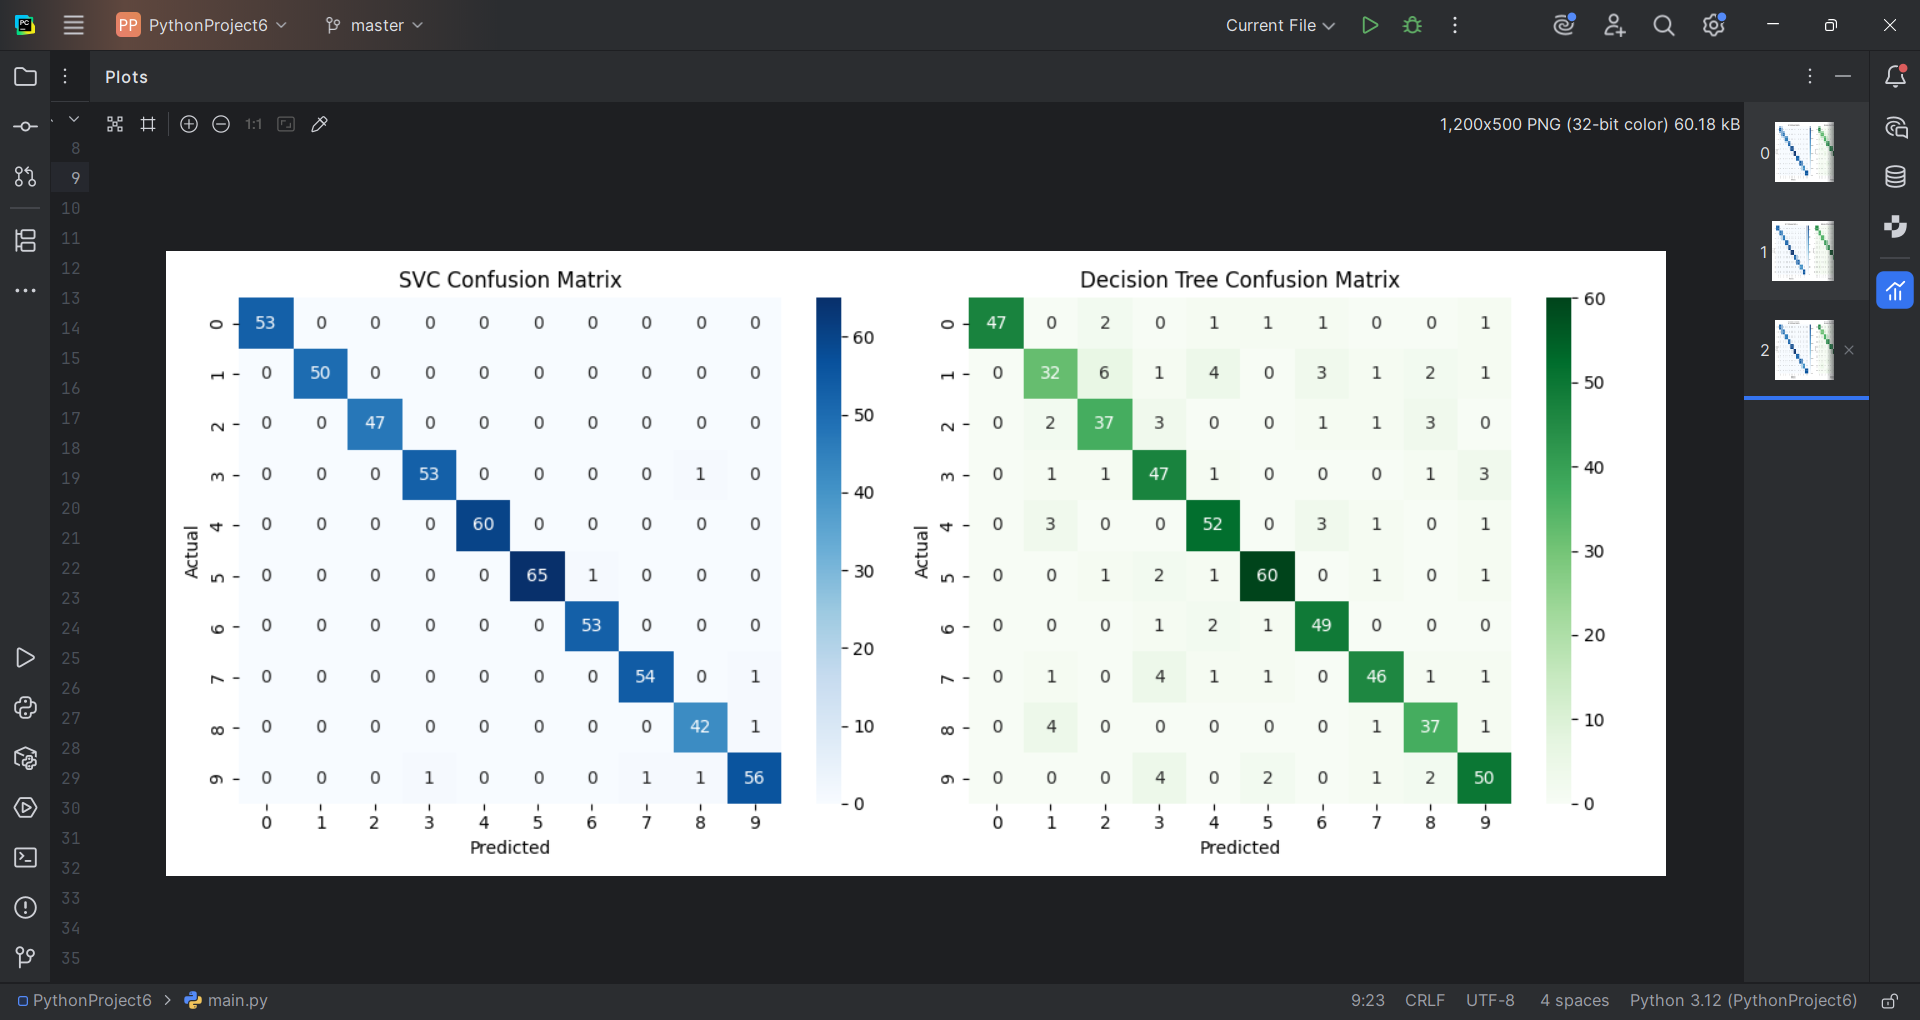 PC
PP PythonProject6 master Current File
Plots
1:1 1,200x500 PNG (32-bit color) 60.18 kB
8
9
10
11
12
13
14
15
16
17
18
19
20
21
22
23
24
25
26
27
28
29
30
31
32
33
34
35
SVC Confusion Matrix
Actual
0 53 0 0 0 0 0 0 0 0 0
1 0 50 0 0 0 0 0 0 0 0
2 0 0 47 0 0 0 0 0 0 0
3 0 0 0 53 0 0 0 0 1 0
4 0 0 0 0 60 0 0 0 0 0
5 0 0 0 0 0 65 1 0 0 0
6 0 0 0 0 0 0 53 0 0 0
7 0 0 0 0 0 0 0 54 0 1
8 0 0 0 0 0 0 0 0 42 1
9 0 0 0 1 0 0 0 1 1 56
0 1 2 3 4 5 6 7 8 9
Predicted
60
50
40
30
20
10
0
Decision Tree Confusion Matrix
Actual
0 47 0 2 0 1 1 1 0 0 1
1 0 32 6 1 4 0 3 1 2 1
2 0 2 37 3 0 0 1 1 3 0
3 0 1 1 47 1 0 0 0 1 3
4 0 3 0 0 52 0 3 1 0 1
5 0 0 1 2 1 60 0 1 0 1
6 0 0 0 1 2 1 49 0 0 0
7 0 1 0 4 1 1 0 46 1 1
8 0 4 0 0 0 0 0 1 37 1
9 0 0 0 4 0 2 0 1 2 50
0 1 2 3 4 5 6 7 8 9
Predicted
60
50
40
30
20
10
0
0
1
2
PythonProject6 > main.py 9:23 CRLF UTF-8 4 spaces Python 3.12 (PythonProject6)